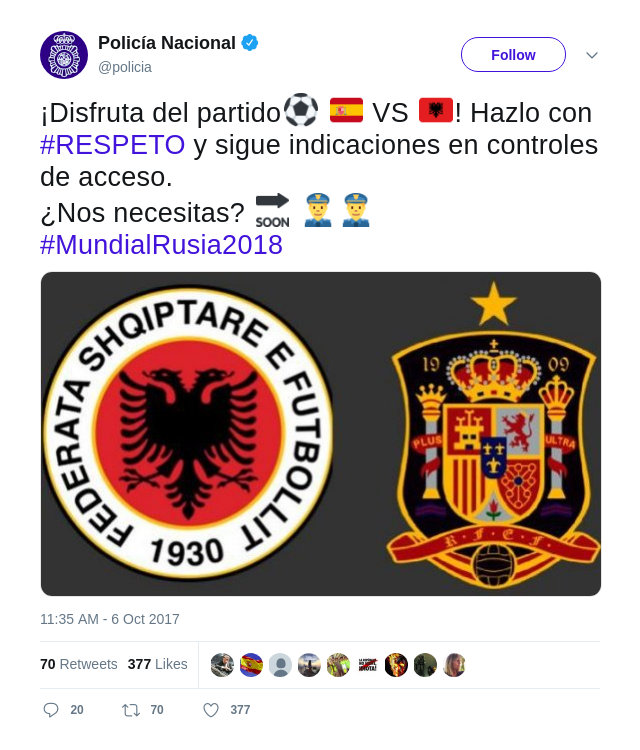 Policía Nacional
@policia
Follow
¡Disfruta del partido⚽ 🇪🇸 VS 🇦🇱! Hazlo con
#RESPETO y sigue indicaciones en controles
de acceso.
¿Nos necesitas? 🔜 👮 👮
#MundialRusia2018
FEDERATA SHQIPTARE E FUTBOLLIT
1930
1909
PLUS ULTRA
R·F·E·F·
11:35 AM - 6 Oct 2017
70 Retweets 377 Likes
20 70 377